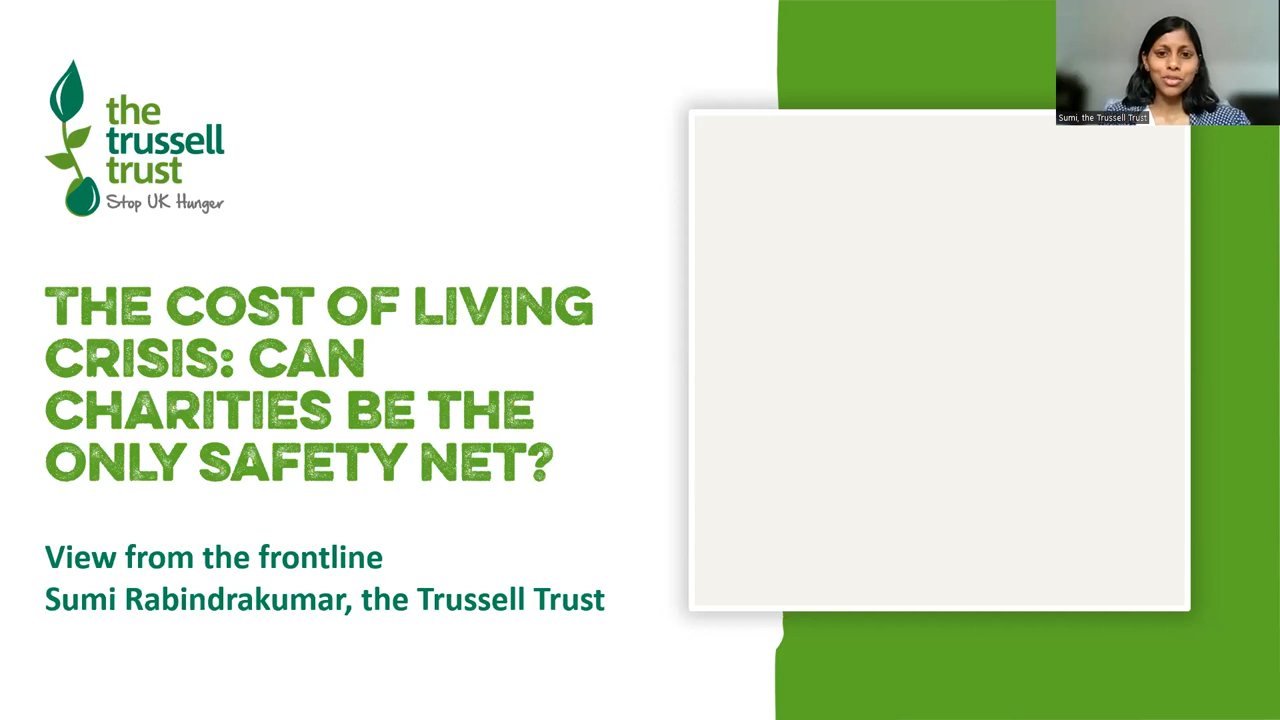 the
trussell
trust
Stop UK Hunger
THE COST OF LIVING
CRISIS: CAN
CHARITIES BE THE
ONLY SAFETY NET?
View from the frontline
Sumi Rabindrakumar, the Trussell Trust
Sumi, the Trussell Trust